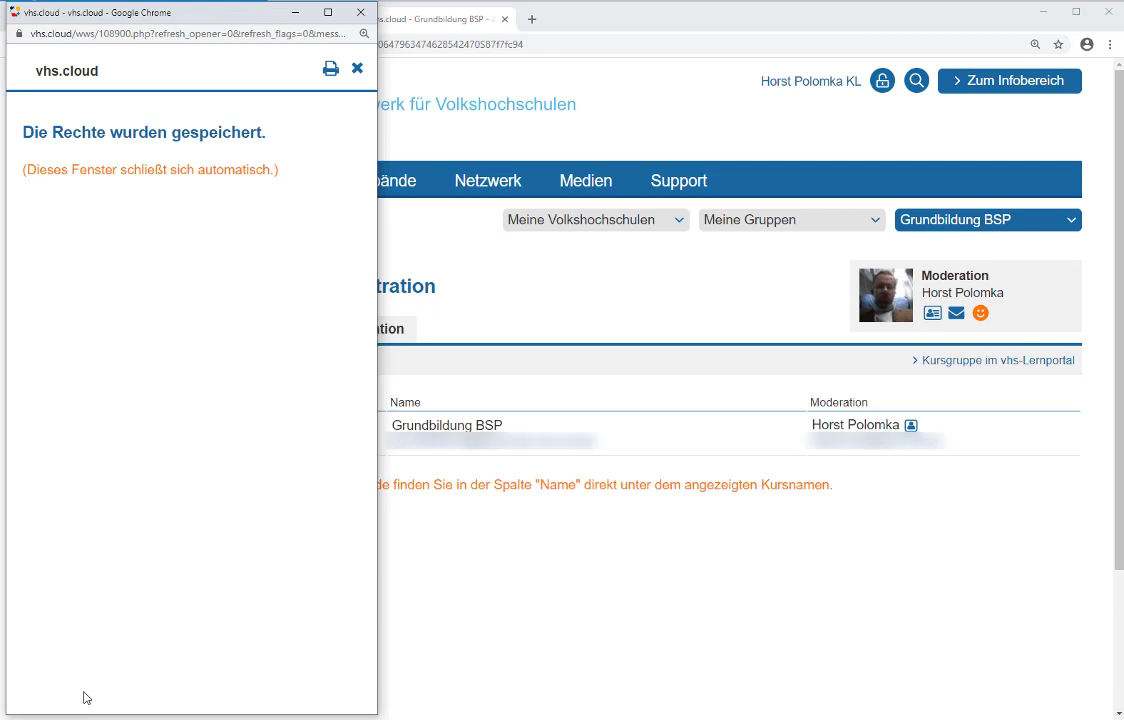 vhs.cloud - vhs.cloud - Google Chrome
vhs.cloud/wws/108900.php?refresh_opener=0&refresh_flags=0&mess...
vhs.cloud
Die Rechte wurden gespeichert.
(Dieses Fenster schließt sich automatisch.)
s.cloud - Grundbildung BSP -
06479634746285424705 87f7fc94
Horst Polomka KL
Zum Infobereich
erk für Volkshochschulen
bände
Netzwerk
Medien
Support
Meine Volkshochschulen
Meine Gruppen
Grundbildung BSP
tration
Moderation
Horst Polomka
tion
Kursgruppe im vhs-Lernportal
Name
Moderation
Grundbildung BSP
Horst Polomka
de finden Sie in der Spalte "Name" direkt unter dem angezeigten Kursnamen.